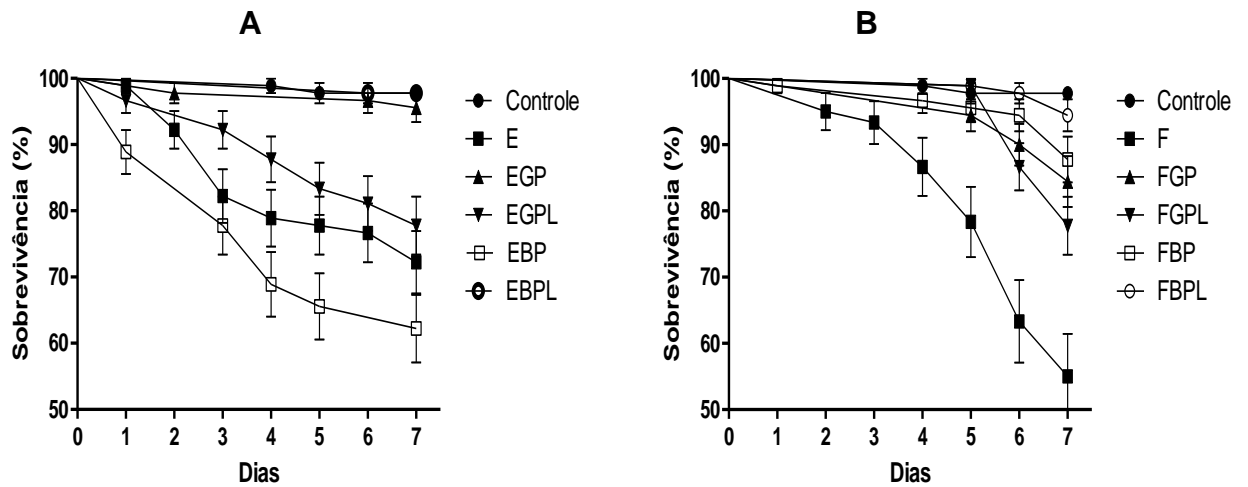 A
Sobrevivência (%)
100
90
80
70
60
50
0 1 2 3 4 5 6 7
Dias
Controle
E
EGP
EGPL
EBP
EBPL
B
Sobrevivência (%)
100
90
80
70
60
50
0 1 2 3 4 5 6 7
Dias
Controle
F
FGP
FGPL
FBP
FBPL